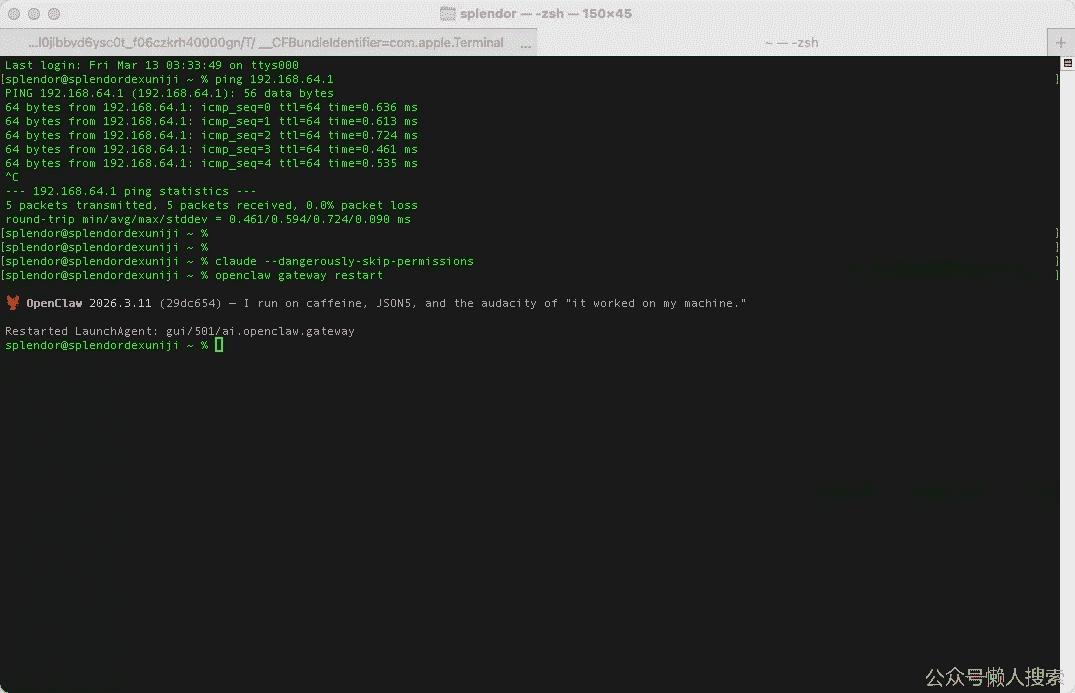 splendor — -zsh — 150×45
...l0jlbbyd6ysc0t_f06czkrh40000gn/T/ __CFBundleIdentifier=com.apple.Terminal ...
~ — -zsh
+
Last login: Fri Mar 13 03:33:49 on ttys000
[splendor@splendordexuniji ~ % ping 192.168.64.1 ]
PING 192.168.64.1 (192.168.64.1): 56 data bytes
64 bytes from 192.168.64.1: icmp_seq=0 ttl=64 time=0.636 ms
64 bytes from 192.168.64.1: icmp_seq=1 ttl=64 time=0.613 ms
64 bytes from 192.168.64.1: icmp_seq=2 ttl=64 time=0.724 ms
64 bytes from 192.168.64.1: icmp_seq=3 ttl=64 time=0.461 ms
64 bytes from 192.168.64.1: icmp_seq=4 ttl=64 time=0.535 ms
^C
--- 192.168.64.1 ping statistics ---
5 packets transmitted, 5 packets received, 0.0% packet loss
round-trip min/avg/max/stddev = 0.461/0.594/0.724/0.090 ms
[splendor@splendordexuniji ~ % ]
[splendor@splendordexuniji ~ % ]
[splendor@splendordexuniji ~ % claude --dangerously-skip-permissions ]
[splendor@splendordexuniji ~ % openclaw gateway restart ]
OpenClaw 2026.3.11 (29dc654) — I run on caffeine, JSON5, and the audacity of "it worked on my machine."
Restarted LaunchAgent: gui/501/ai.openclaw.gateway
splendor@splendordexuniji ~ %
公众号懒人搜索